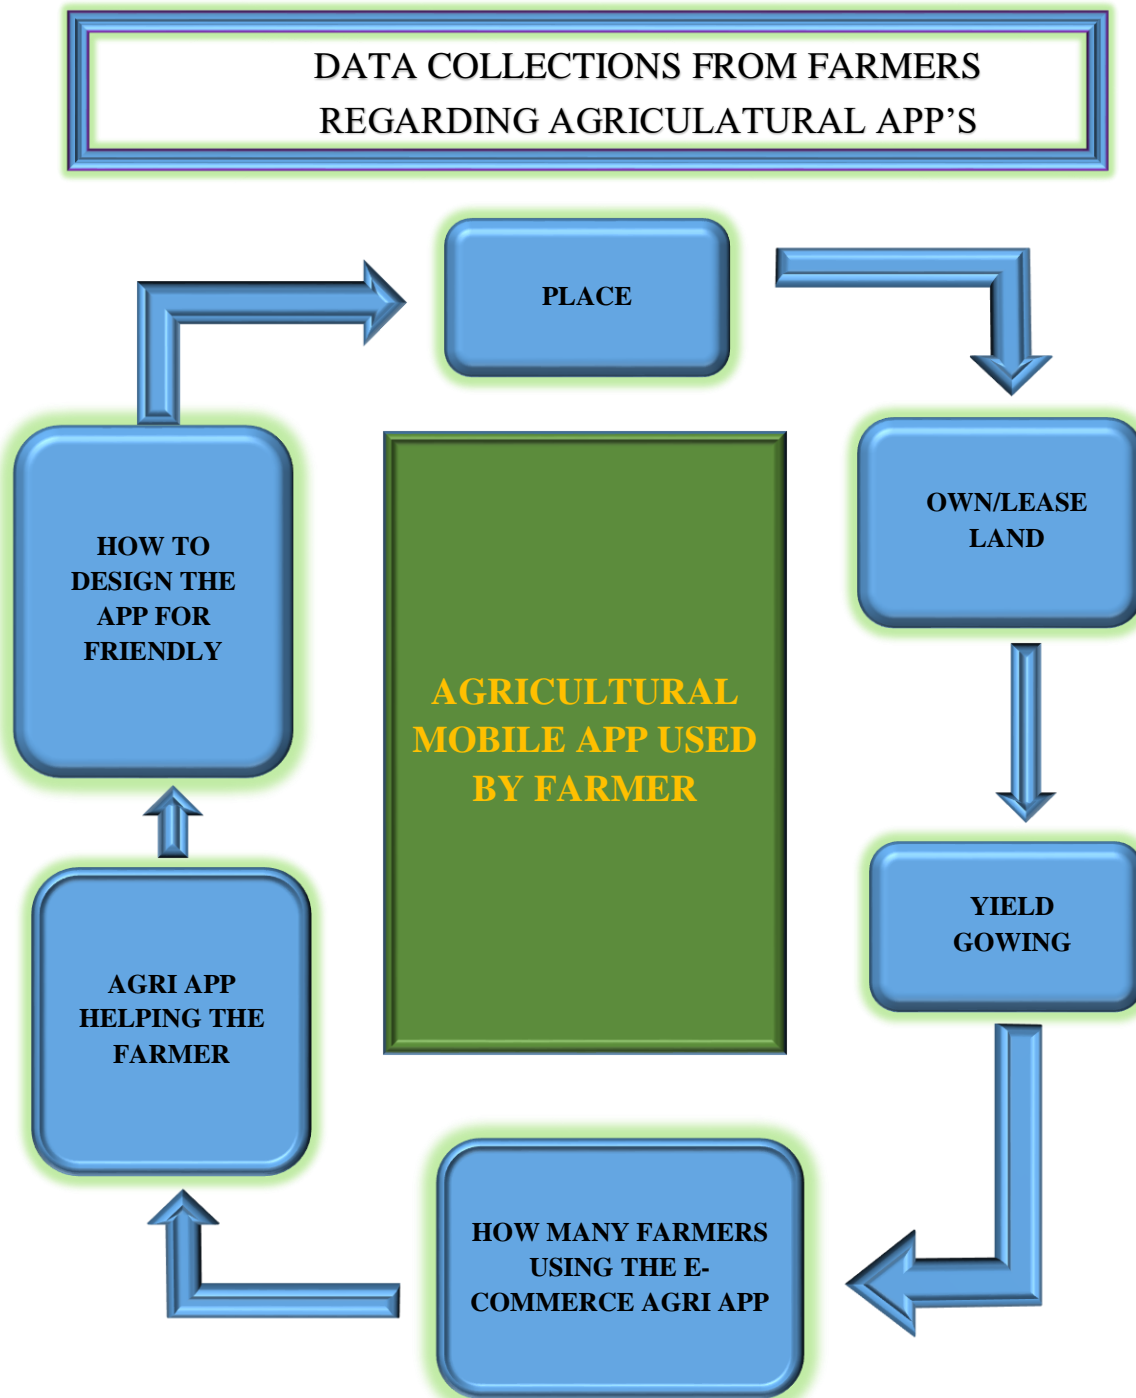 DATA COLLECTIONS FROM FARMERS
REGARDING AGRICULATURAL APP’S
PLACE
OWN/LEASE
LAND
YIELD
GOWING
HOW MANY FARMERS
USING THE E-
COMMERCE AGRI APP
AGRI APP
HELPING THE
FARMER
HOW TO
DESIGN THE
APP FOR
FRIENDLY
AGRICULTURAL
MOBILE APP USED
BY FARMER